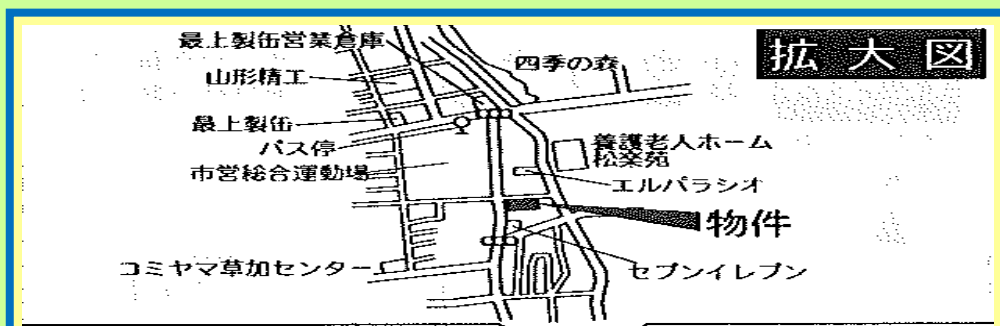 拡大図
最上製缶営業倉庫
四季の森
山形精工
最上製缶
バス停
養護老人ホーム
松楽苑
市営総合運動場
エルパラシオ
物件
コミヤマ草加センター
セブンイレブン